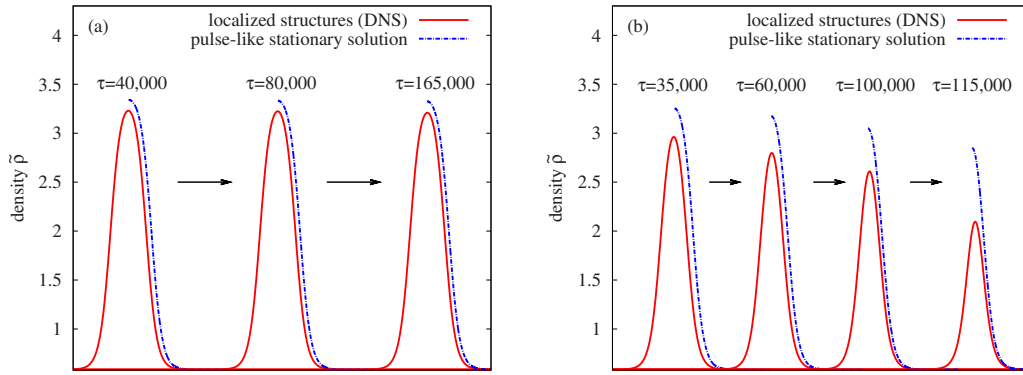 (a)
localized structures (DNS)
pulse-like stationary solution
τ=40,000 τ=80,000 τ=165,000
density ρ̃
4
3.5
3
2.5
2
1.5
1
(b)
localized structures (DNS)
pulse-like stationary solution
τ=35,000 τ=60,000 τ=100,000 τ=115,000
density ρ̃
4
3.5
3
2.5
2
1.5
1